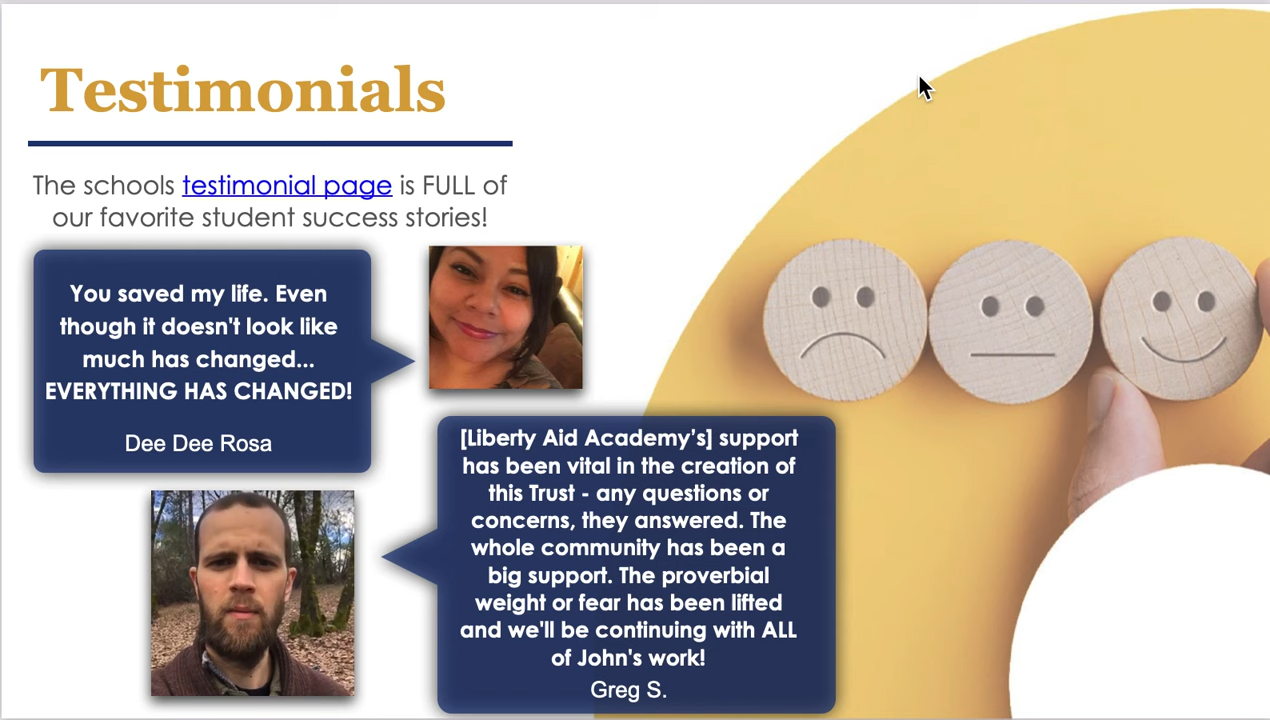 Testimonials
The schools testimonial page is FULL of
our favorite student success stories!
You saved my life. Even
though it doesn't look like
much has changed...
EVERYTHING HAS CHANGED!
Dee Dee Rosa
[Liberty Aid Academy's] support
has been vital in the creation of
this Trust - any questions or
concerns, they answered. The
whole community has been a
big support. The proverbial
weight or fear has been lifted
and we'll be continuing with ALL
of John's work!
Greg S.